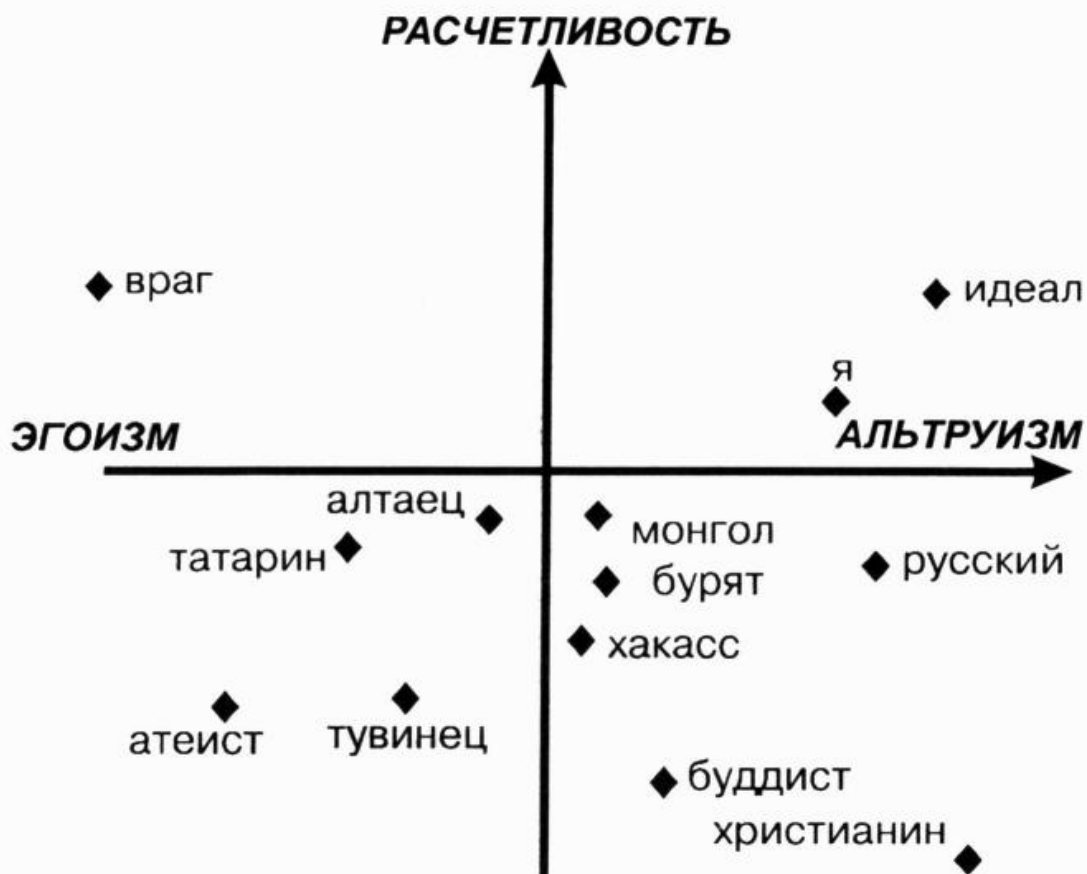 РАСЧЕТЛИВОСТЬ
враг
идеал
я
ЭГОИЗМ
АЛЬТРУИЗМ
алтаец
монгол
татарин
русский
бурят
хакасс
атеист
тувинец
буддист
христианин